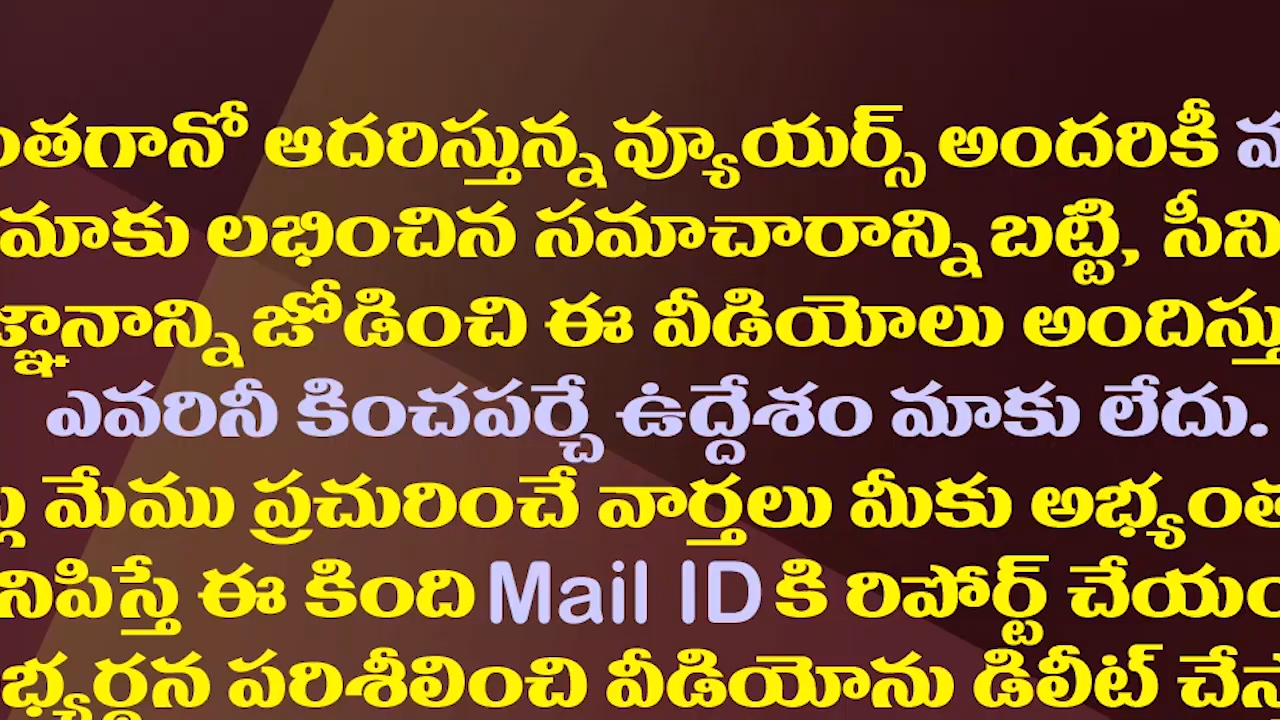 ఆదరిస్తున్న వ్యూయర్స్ అందరికీ
మాకు లభించిన సమాచారాన్ని బట్టి,
జోడించి ఈ వీడియోలు
ఎవరినీ కించపర్చే ఉద్దేశం మాకు లేదు.
మేము ప్రచురించే వార్తలు మీకు
ఈ కింది Mail ID కి రిపోర్ట్
పరిశీలించి వీడియోను డిలీట్